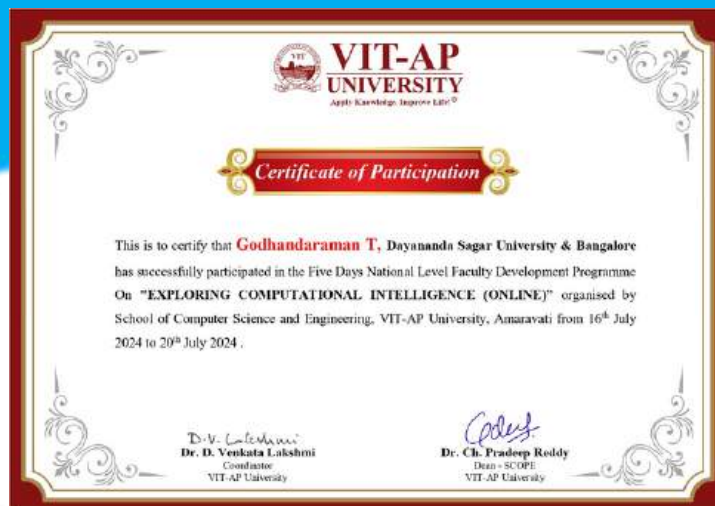 VIT-AP
UNIVERSITY
Apply Knowledge. Improve Life!®
Certificate of Participation
This is to certify that Godhandaraman T, Dayananda Sagar University & Bangalore
has successfully participated in the Five Days National Level Faculty Development Programme
On "EXPLORING COMPUTATIONAL INTELLIGENCE (ONLINE)" organised by
School of Computer Science and Engineering, VIT-AP University, Amaravati from 16th July
2024 to 20th July 2024 .
D.V. Lakshmi
Dr. D. Venkata Lakshmi
Coordinator
VIT-AP University
Dr. Ch. Pradeep Reddy
Dean - SCOPE
VIT-AP University